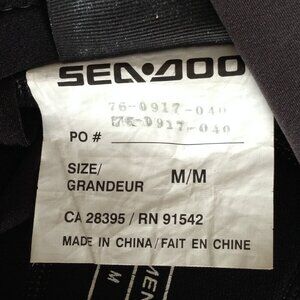 SEA-DOO
76-0917-040
76-0917-040
PO #
SIZE/
GRANDEUR M/M
CA 28395 / RN 91542
MADE IN CHINA/FAIT EN CHINE
MEN
M